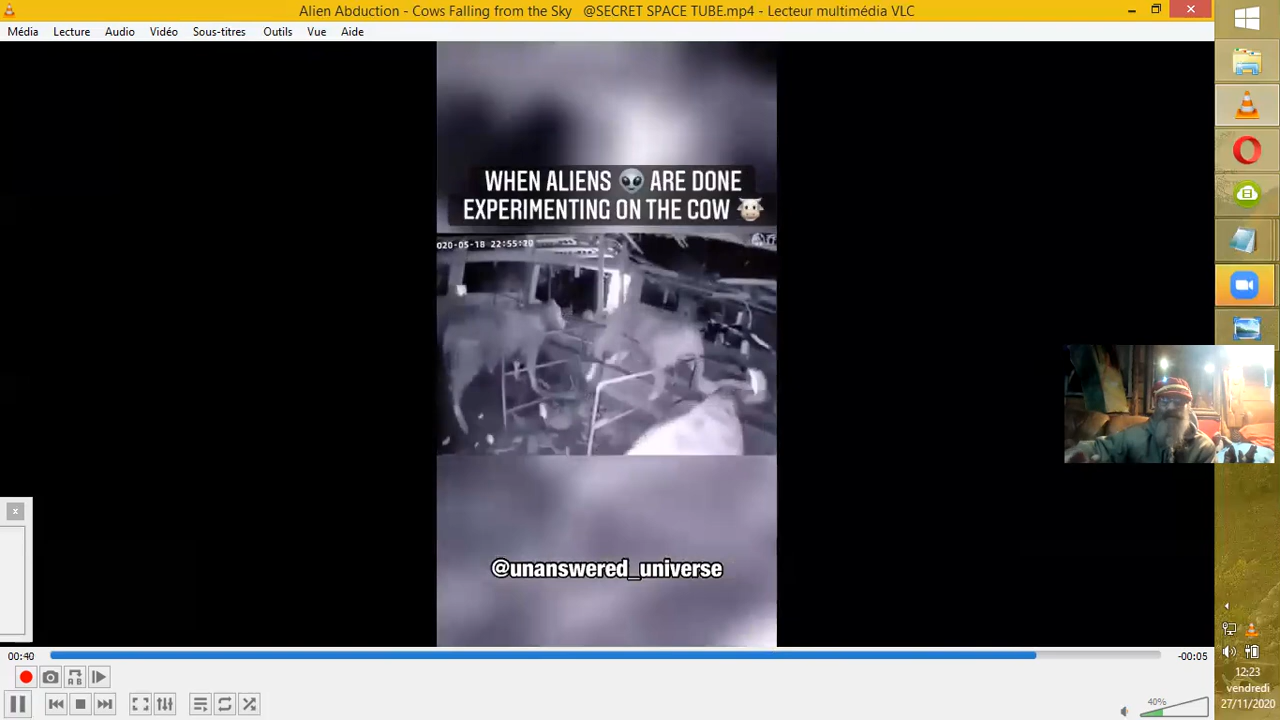 Alien Abduction - Cows Falling from the Sky @SECRET SPACE TUBE.mp4 - Lecteur multimédia VLC
Média Lecture Audio Vidéo Sous-titres Outils Vue Aide
WHEN ALIENS 👽 ARE DONE
EXPERIMENTING ON THE COW 🐮
020-05-18 22:55:20
@unanswered_universe
00:40
-00:05
40%
12:23
vendredi
27/11/2020